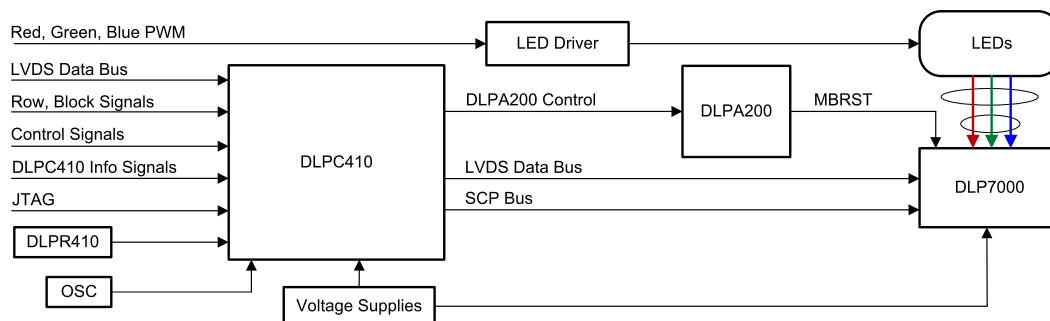 Red, Green, Blue PWM
LED Driver
LEDs
LVDS Data Bus
Row, Block Signals
Control Signals
DLPC410 Info Signals
JTAG
DLPR410
OSC
DLPC410
DLPA200 Control
DLPA200
MBRST
LVDS Data Bus
SCP Bus
DLP7000
Voltage Supplies